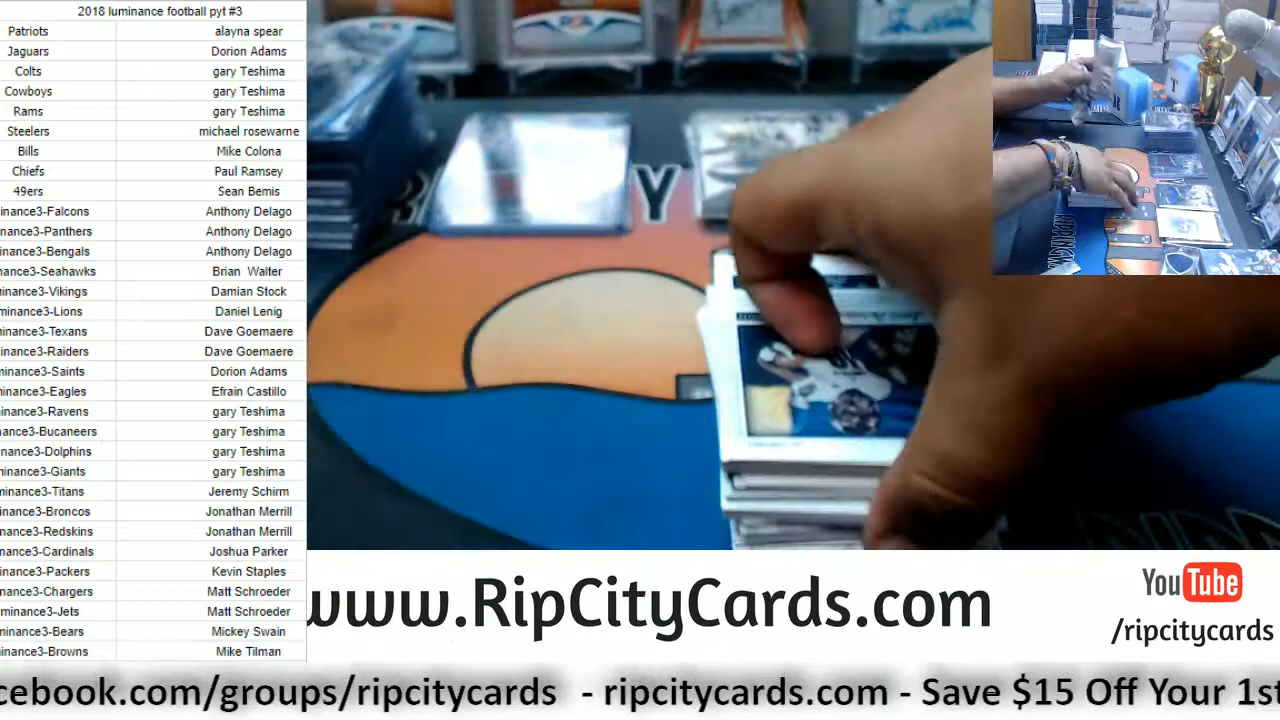 2018 luminance football pyt #3
Patriots alayna spear
Jaguars Dorion Adams
Colts gary Teshima
Cowboys gary Teshima
Rams gary Teshima
Steelers michael rosewarne
Bills Mike Colona
Chiefs Paul Ramsey
49ers Sean Bemis
inance3-Falcons Anthony Delago
nance3-Panthers Anthony Delago
inance3-Bengals Anthony Delago
nance3-Seahawks Brian Walter
inance3-Vikings Damian Stock
minance3-Lions Daniel Lenig
inance3-Texans Dave Goemaere
inance3-Raiders Dave Goemaere
minance3-Saints Dorion Adams
inance3-Eagles Efrain Castillo
inance3-Ravens gary Teshima
nance3-Bucaneers gary Teshima
inance3-Dolphins gary Teshima
minance3-Giants gary Teshima
minance3-Titans Jeremy Schirm
inance3-Broncos Jonathan Merrill
nance3-Redskins Jonathan Merrill
nance3-Cardinals Joshua Parker
inance3-Packers Kevin Staples
nance3-Chargers Matt Schroeder
minance3-Jets Matt Schroeder
minance3-Bears Mickey Swain
inance3-Browns Mike Tilman
Y
www.RipCityCards.com
YouTube
/ripcitycards
cebook.com/groups/ripcitycards - ripcitycards.com - Save $15 Off Your 1st